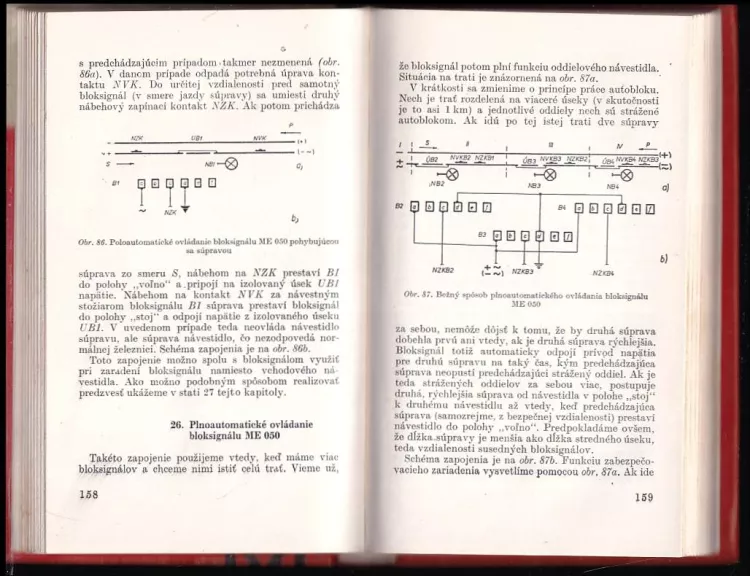 s predchádzajúcim prípadom takmer nezmenená (obr.
86a). V danom prípade odpadá potrebná úprava kon-
taktu NVK. Do určitej vzdialenosti pred samotný
bloksignál (v smere jazdy súpravy) sa umiesti druhý
nábehový zapínací kontakt NZK. Ak potom prichádza
P
NZK ÚB1 NVK
(+)
(−~)
S NB1 a)
B1 a b c d e f
~ NZK
b)
Obr. 86. Poloautomatické ovládanie bloksignálu ME 050 pohybujúcou
sa súpravou
súprava zo smeru S, nábehom na NZK prestaví B1
do polohy „voľno“ a pripojí na izolovaný úsek UB1
napätie. Nábehom na kontakt NVK za návestným
stožiarom bloksignálu B1 súprava prestaví bloksignál
do polohy „stoj“ a odpojí napätie z izolovaného úseku
UB1. V uvedenom prípade teda neovláda návestidlo
súpravu, ale súprava návestidlo, čo nezodpovedá nor-
málnej železnici. Schéma zapojenia je na obr. 86b.
Toto zapojenie možno spolu s bloksignálom využiť
pri zaradení bloksignálu namiesto vchodového ná-
vestidla. Ako možno podobným spôsobom realizovať
predzvesť ukážeme v stati 27 tejto kapitoly.
26. Plnoautomatické ovládanie
bloksignálu ME 050
Takéto zapojenie použijeme vtedy, keď máme viac
bloksignálov a chceme nimi istiť celú trať. Vieme už,
158
že bloksignál potom plní funkciu oddielového návestidla.
Situácia na trati je znázornená na obr. 87a.
V krátkosti sa zmienime o princípe práce autobloku.
Nech je trať rozdelená na viaceré úseky (v skutočnosti
je to asi 1 km) a jednotlivé oddiely nech sú strážené
autoblokom. Ak idú po tej istej trati dve súpravy
I S II III IV P
ÚB2 NVKB2 NZKB1 ÚB3 NVKB3 NZKB2 ÚB4 NVKB4 NZKB3 (+)
NB2 NB3 NB4 a)
B2 a b c d e f B4 a b c d e f
B3 a b c d e f
b)
NZKB2 NZKB3 NZKB4
Obr. 87. Bežný spôsob plnoautomatického ovládania bloksignálu
ME 050
za sebou, nemôže dôjsť k tomu, že by druhá súprava
dobehla prvú ani vtedy, ak je druhá súprava rýchlejšia.
Bloksignál totiž automaticky odpojí prívod napätia
pre druhú súpravu na taký čas, kým predchádzajúca
súprava neopustí predchádzajúci strážený oddiel. Ak je
teda strážených oddielov za sebou viac, postupuje
druhá, rýchlejšia súprava od návestidla v polohe „stoj“
k druhému návestidlu až vtedy, keď predchádzajúca
súprava (samozrejme, z bezpečnej vzdialenosti) prestaví
návestidlo do polohy „voľno“. Predpokladáme ovšem,
že dĺžka súpravy je menšia ako dĺžka stredného úseku,
teda vzdialenosti susedných bloksignálov.
Schéma zapojenia je na obr. 87b. Funkciu zabezpečo-
vacieho zariadenia vysvetlíme pomocou obr. 87a. Ak ide
159